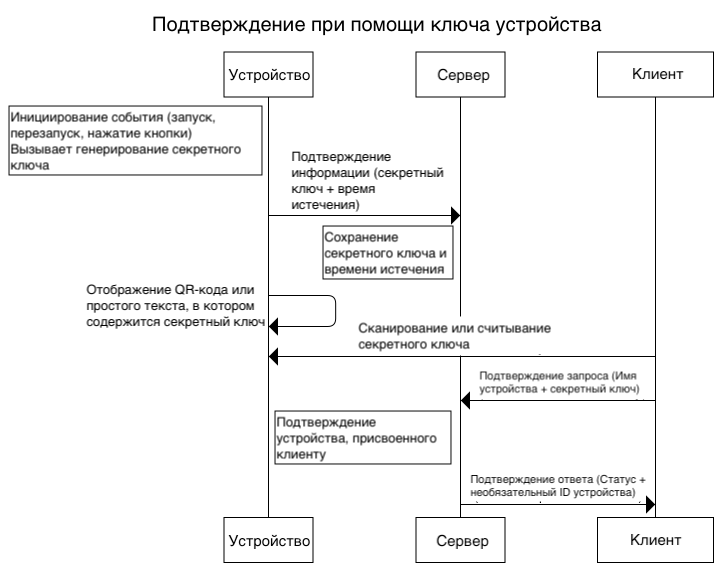 Подтверждение при помощи ключа устройства
Устройство
Сервер
Клиент
Инициирование события (запуск,
перезапуск, нажатие кнопки)
Вызывает генерирование секретного
ключа
Подтверждение
информации (секретный
ключ + время
истечения)
Сохранение
секретного ключа и
времени истечения
Отображение QR-кода или
простого текста, в котором
содержится секретный ключ
Сканирование или считывание
секретного ключа
Подтверждение запроса (Имя
устройства + секретный ключ)
Подтверждение
устройства, присвоенного
клиенту
Подтверждение ответа (Статус +
необязательный ID устройства)
Устройство
Сервер
Клиент